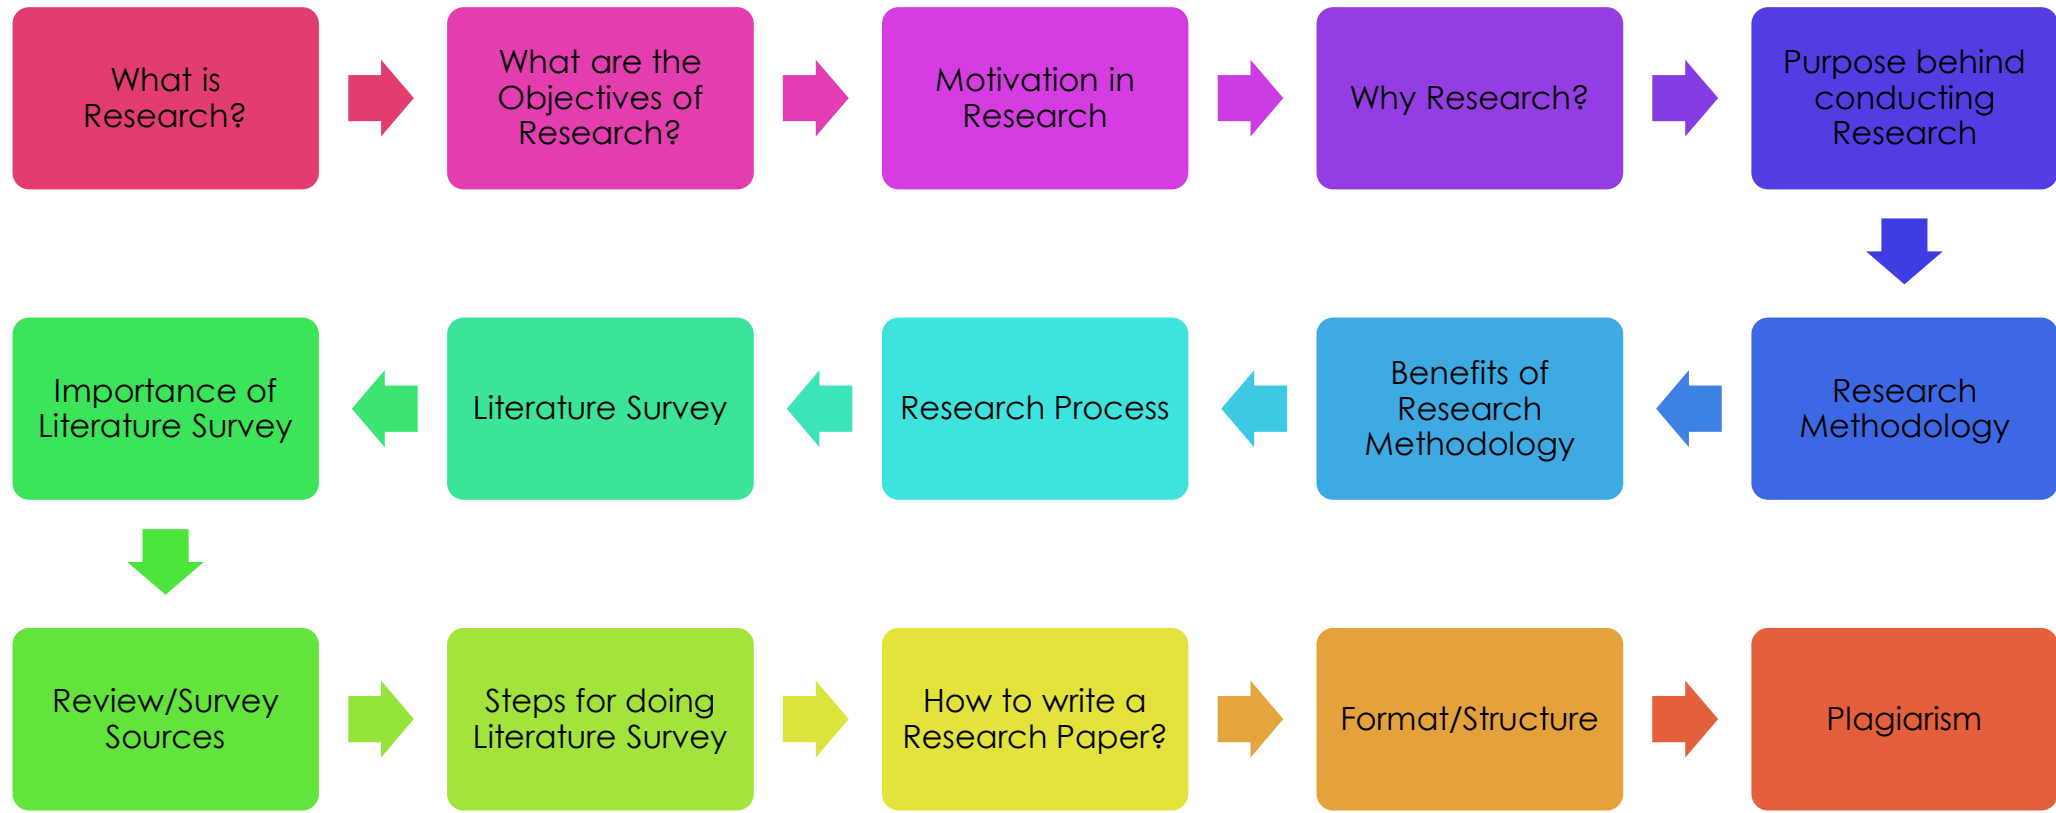 What is
Research?
What are the
Objectives of
Research?
Motivation in
Research
Why Research?
Purpose behind
conducting
Research
Research
Methodology
Benefits of
Research
Methodology
Research Process
Literature Survey
Importance of
Literature Survey
Review/Survey
Sources
Steps for doing
Literature Survey
How to write a
Research Paper?
Format/Structure
Plagiarism